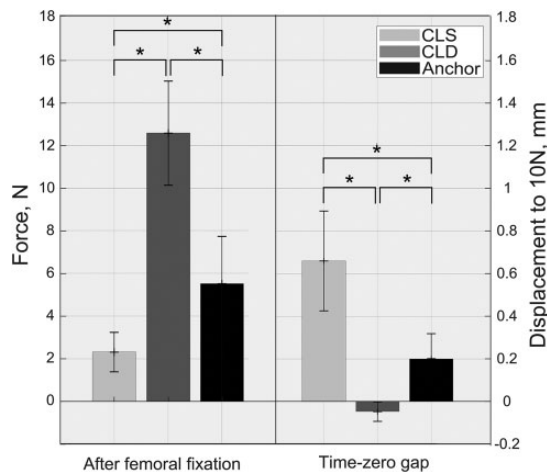 18
16
14
12
10
8
6
4
2
0
Force, N
CLS
CLD
Anchor
* * *
* * *
1.8
1.6
1.4
1.2
1
0.8
0.6
0.4
0.2
0
-0.2
Displacement to 10N, mm
After femoral fixation
Time-zero gap